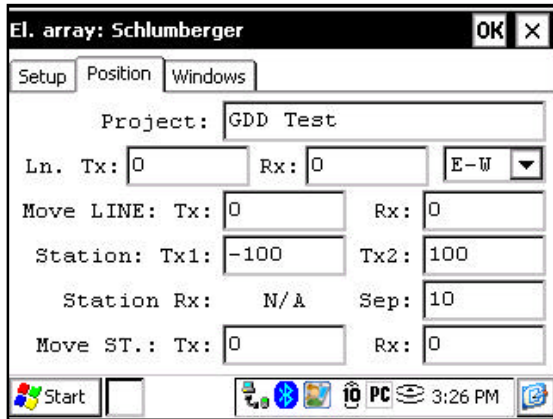 El. array: Schlumberger OK ×
Setup Position Windows
Project: GDD Test
Ln. Tx: 0 Rx: 0 E-W
Move LINE: Tx: 0 Rx: 0
Station: Tx1: -100 Tx2: 100
Station Rx: N/A Sep: 10
Move ST.: Tx: 0 Rx: 0
Start PC 3:26 PM